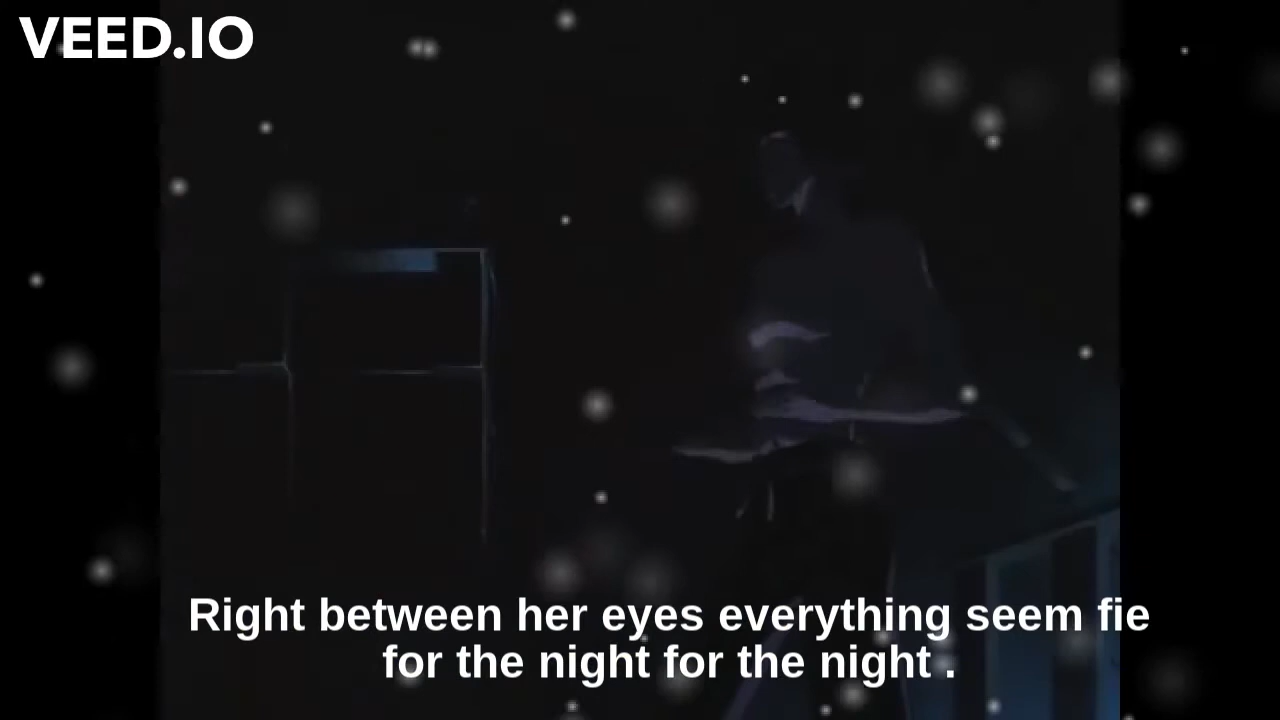 VEED.IO
Right between her eyes everything seem fie
for the night for the night .